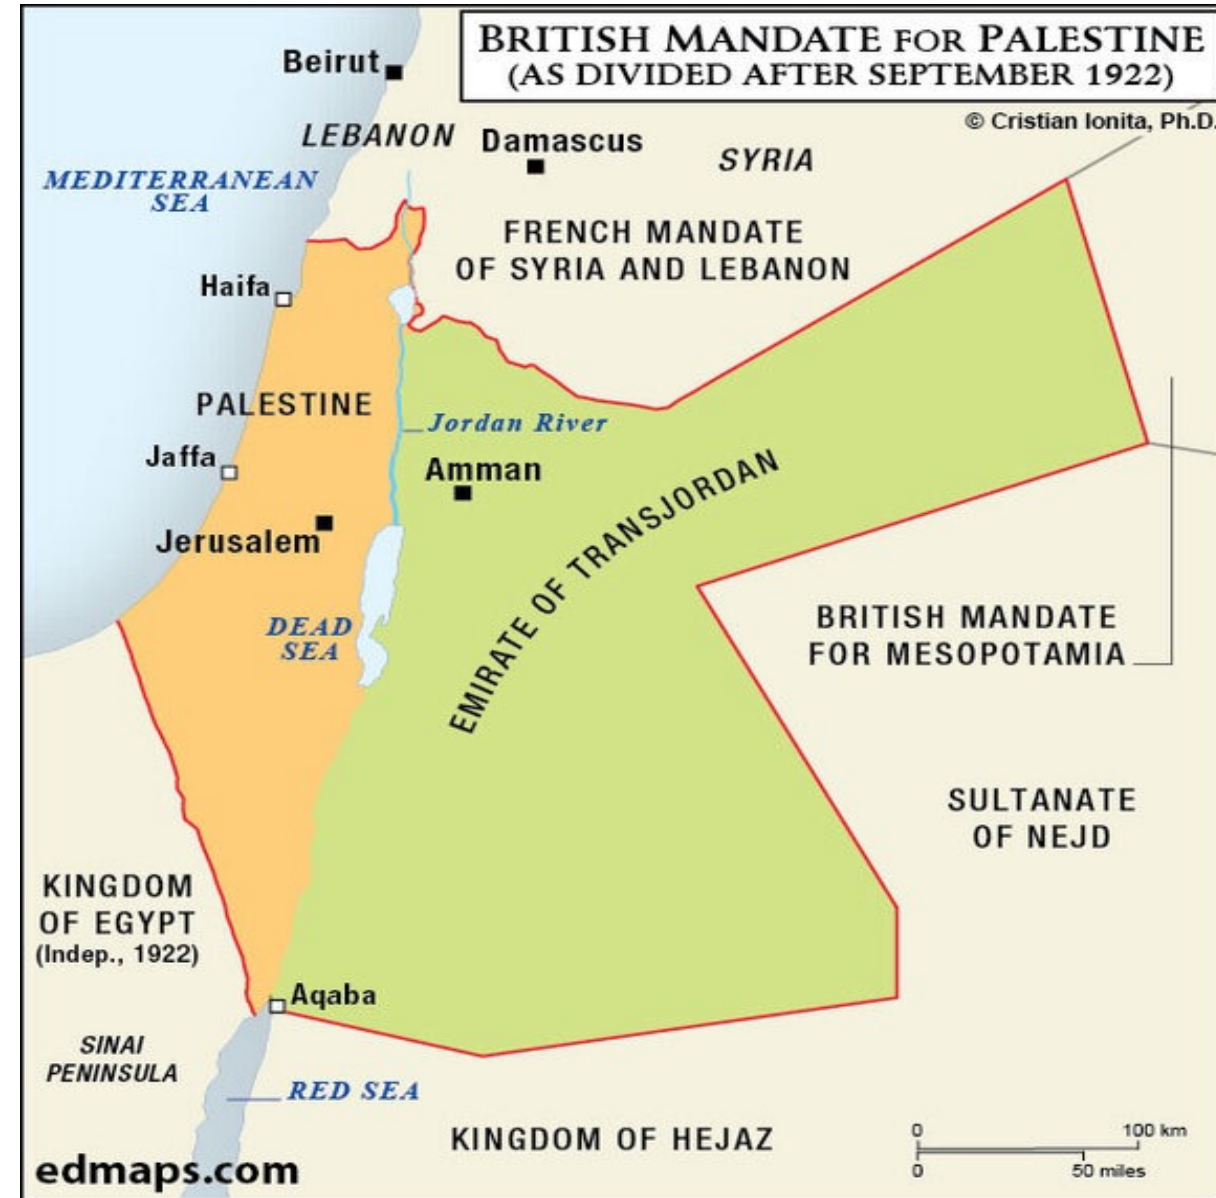 BRITISH MANDATE FOR PALESTINE
(AS DIVIDED AFTER SEPTEMBER 1922)
© Cristian Ionita, Ph.D.
Beirut
LEBANON
Damascus
SYRIA
MEDITERRANEAN
SEA
FRENCH MANDATE
OF SYRIA AND LEBANON
Haifa
PALESTINE
Jordan River
Jaffa
Amman
Jerusalem
EMIRATE OF TRANSJORDAN
DEAD
SEA
BRITISH MANDATE
FOR MESOPOTAMIA
SULTANATE
OF NEJD
KINGDOM
OF EGYPT
(Indep., 1922)
Aqaba
SINAI
PENINSULA
RED SEA
KINGDOM OF HEJAZ
0 100 km
0 50 miles
edmaps.com